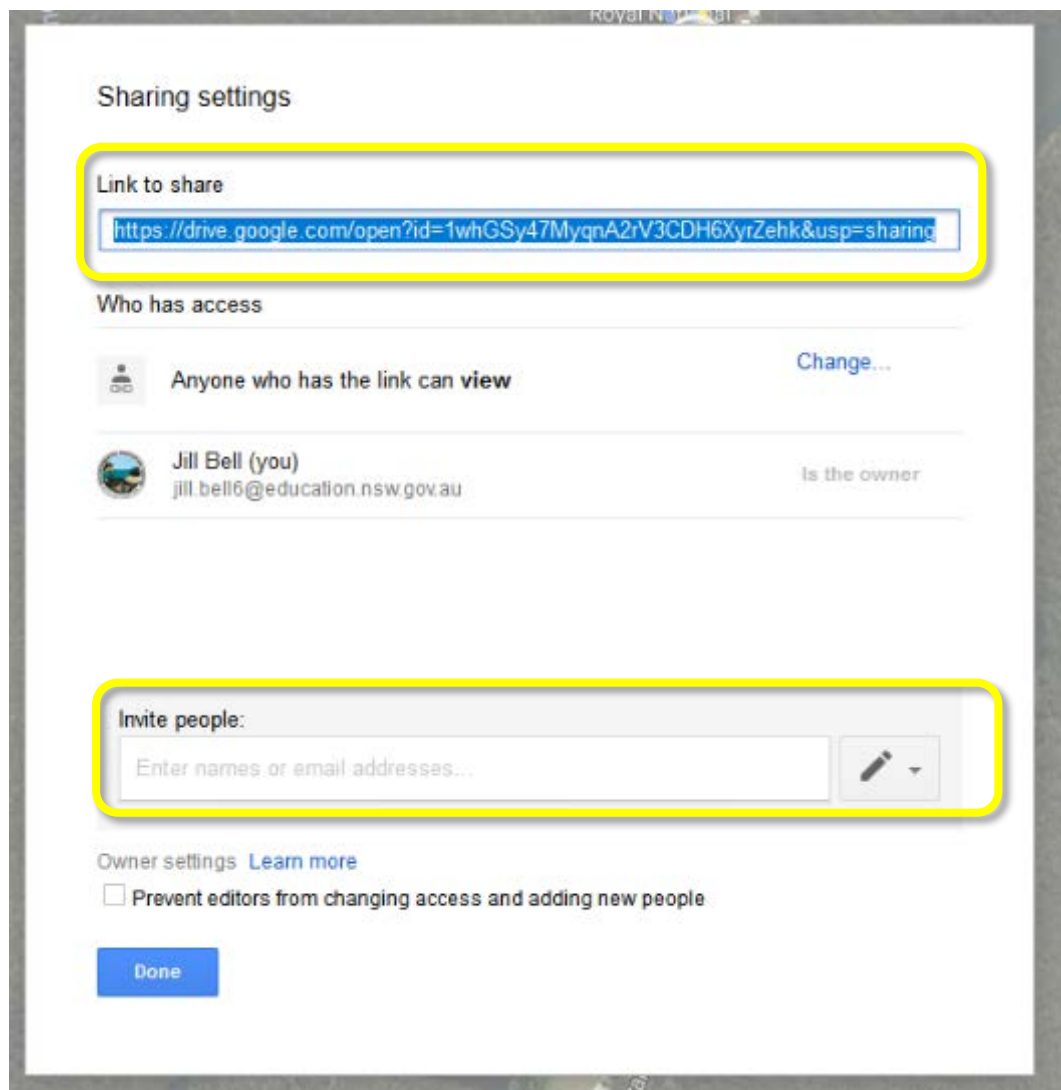 Royal National
Sharing settings
Link to share
https://drive.google.com/open?id=1whGSy47MyqnA2rV3CDH6XyrZehk&usp=sharing
Who has access
Anyone who has the link can view
Change...
Jill Bell (you)
jill.bell6@education.nsw.gov.au
Is the owner
Invite people:
Enter names or email addresses...
Owner settings Learn more
Prevent editors from changing access and adding new people
Done